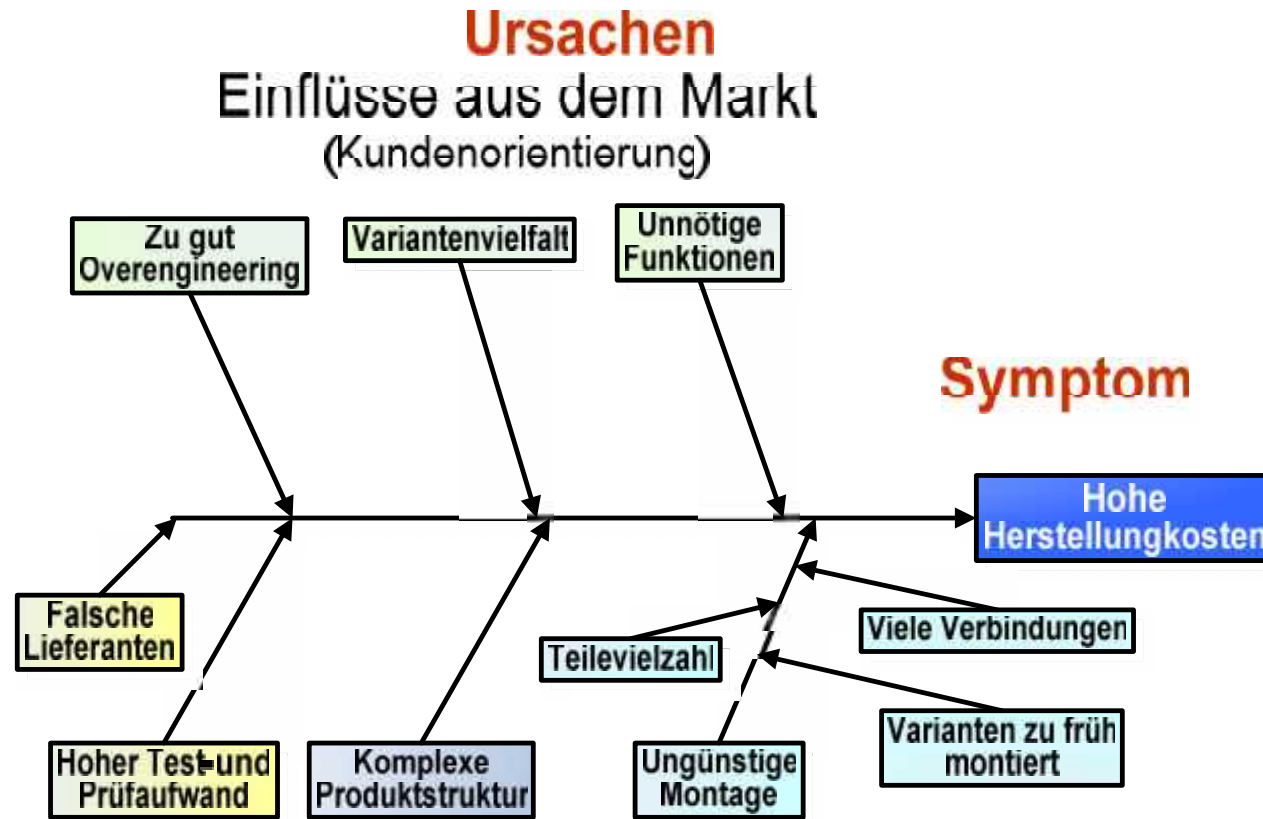 Ursachen
Einflüsse aus dem Markt
(Kundenorientierung)
Zu gut
Overengineering
Variantenvielfalt
Unnötige
Funktionen
Symptom
Hohe
Herstellungkosten
Falsche
Lieferanten
Teilevielzahl
Viele Verbindungen
Hoher Test-und
Prüfaufwand
Komplexe
Produktstruktur
Ungünstige
Montage
Varianten zu früh
montiert